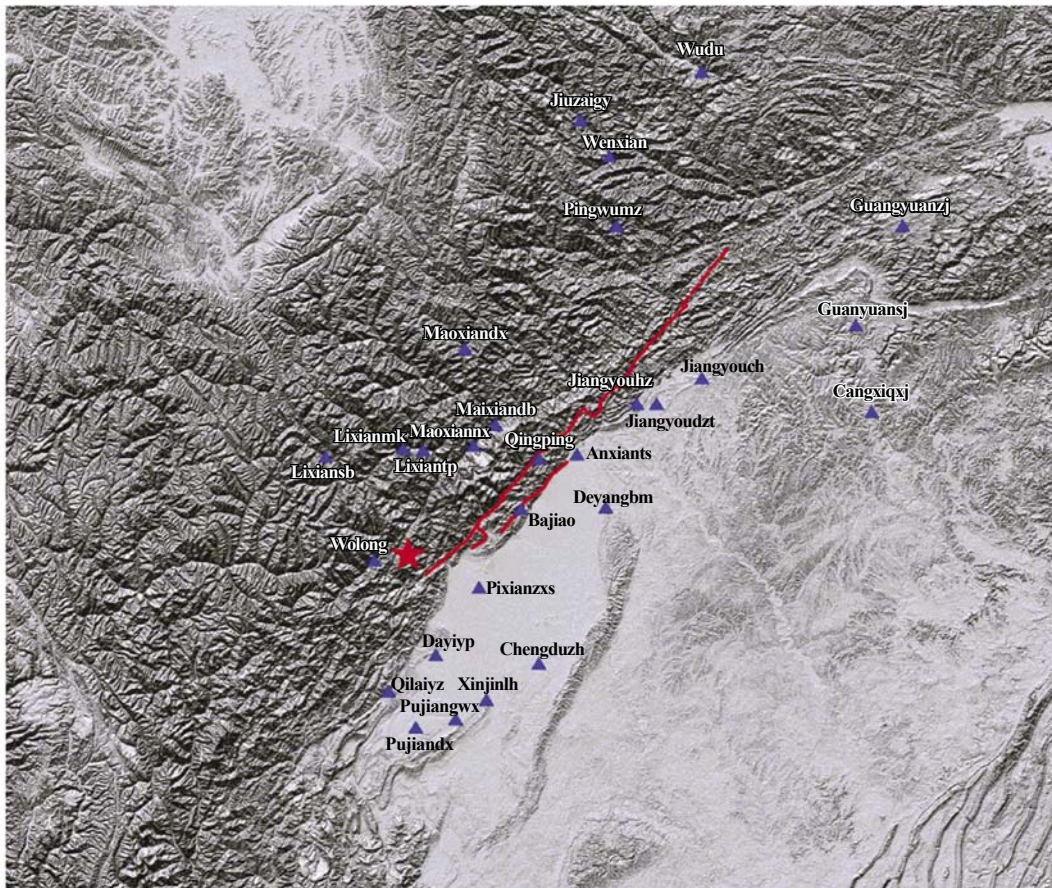 Wudu
Jiuzaigy
Wenxian
Pingwumz
Guangyuanzj
Guanyuansj
Maoxiandx
Jiangyouch
Jiangyouhz
Cangxiqxj
Maixiandb
Jiangyoudzt
Lixianmk
Maoxiannx
Qingping
Anxiants
Lixiansb
Lixiantp
Deyangbm
Bajiao
Wolong
Pixianzxs
Dayiyp
Chengduzh
Qilaiyz
Xinjinlh
Pujiangwx
Pujiandx